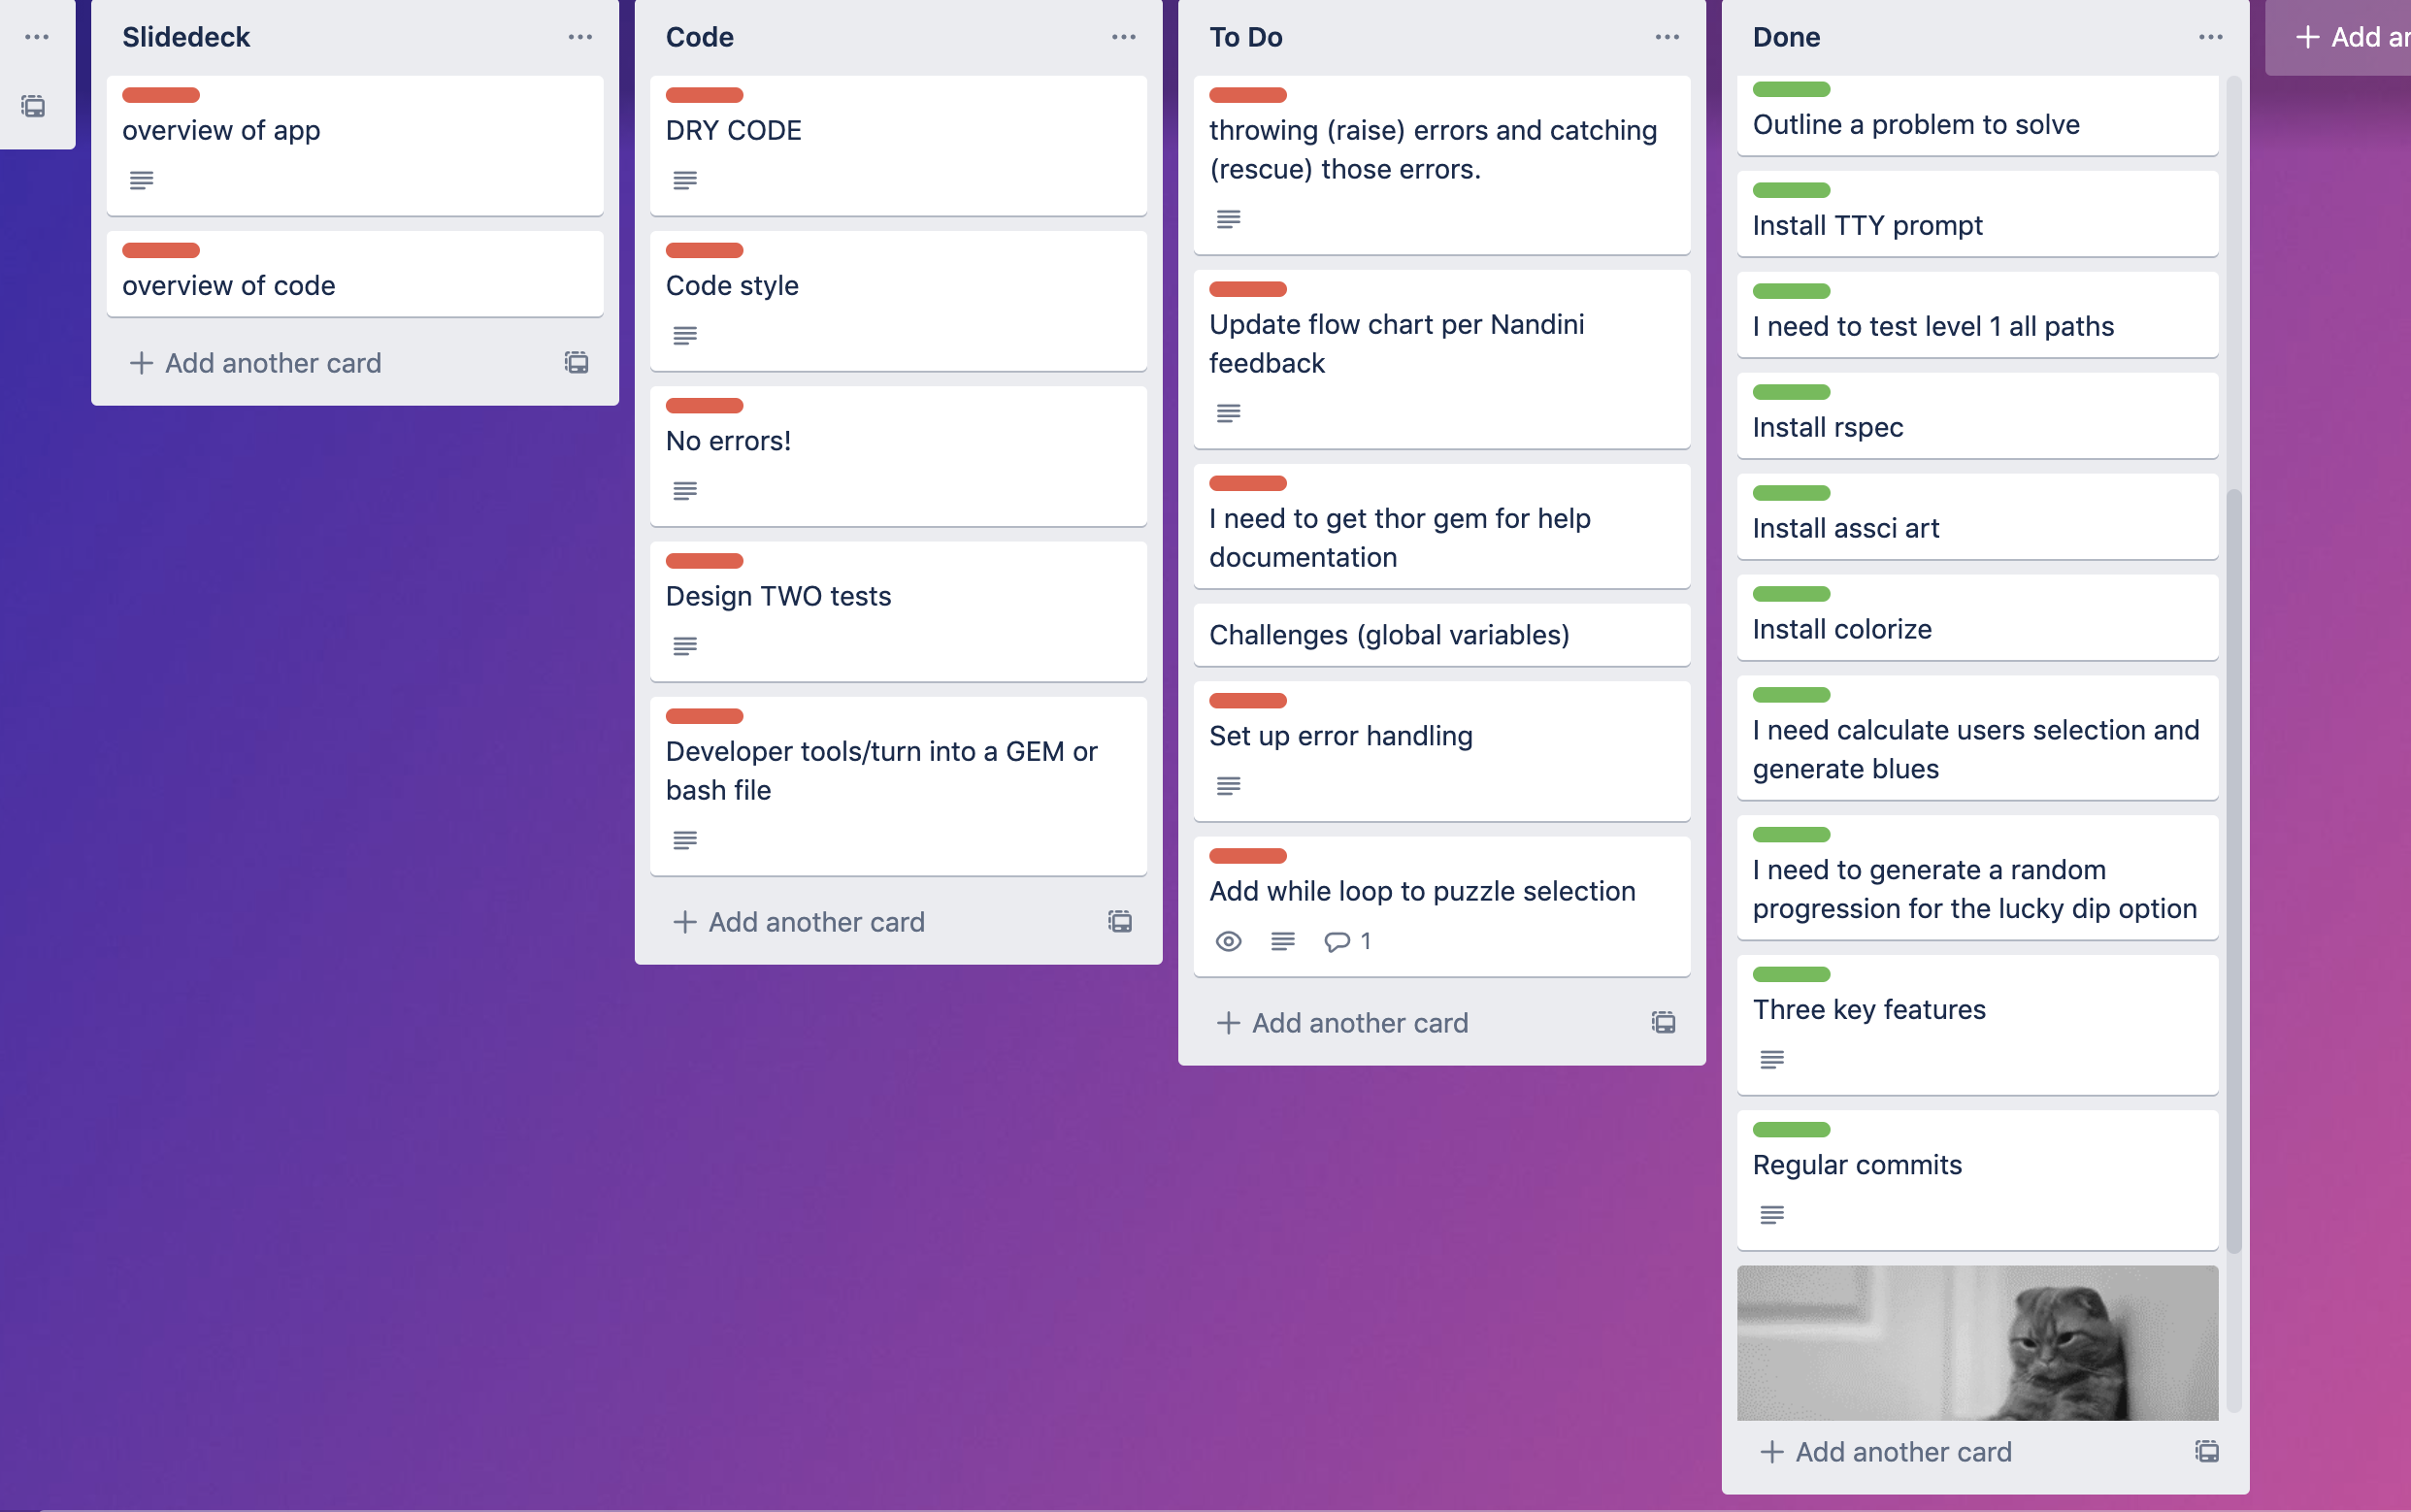 Slidedeck
overview of app
overview of code
Add another card
Code
DRY CODE
Code style
No errors!
Design TWO tests
Developer tools/turn into a GEM or
bash file
Add another card
To Do
throwing (raise) errors and catching
(rescue) those errors.
Update flow chart per Nandini
feedback
I need to get thor gem for help
documentation
Challenges (global variables)
Set up error handling
Add while loop to puzzle selection
1
Add another card
Done
Outline a problem to solve
Install TTY prompt
I need to test level 1 all paths
Install rspec
Install assci art
Install colorize
I need calculate users selection and
generate blues
I need to generate a random
progression for the lucky dip option
Three key features
Regular commits
Add another card
Add